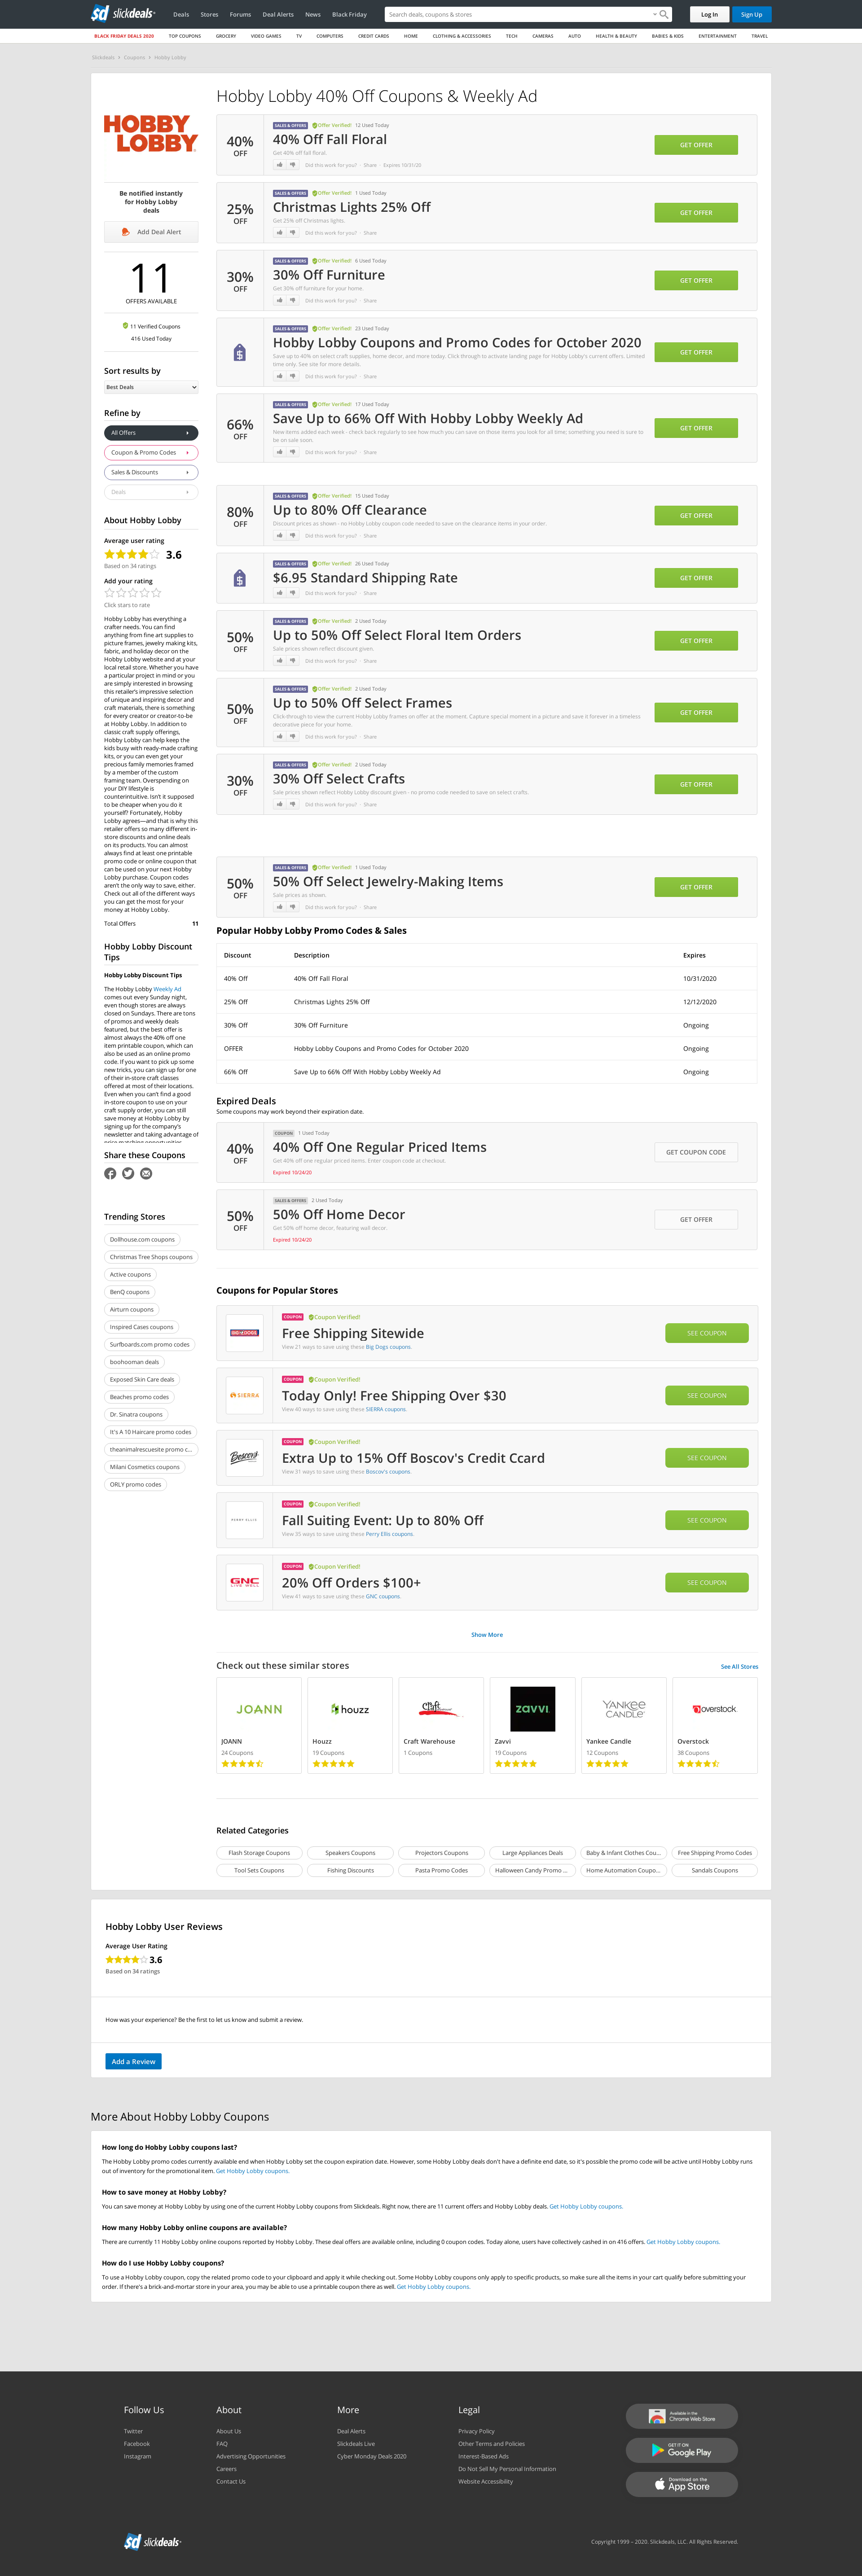 slickdeals
Deals Stores Forums Deal Alerts News Black Friday
Search deals, coupons & stores
Log In
Sign Up
BLACK FRIDAY DEALS 2020 TOP COUPONS GROCERY VIDEO GAMES TV COMPUTERS CREDIT CARDS HOME CLOTHING & ACCESSORIES TECH CAMERAS AUTO HEALTH & BEAUTY BABIES & KIDS ENTERTAINMENT TRAVEL
Slickdeals › Coupons › Hobby Lobby
HOBBY
LOBBY
Be notified instantly
for Hobby Lobby
deals
Add Deal Alert
11
OFFERS AVAILABLE
11 Verified Coupons
416 Used Today
Sort results by
Best Deals
Refine by
All Offers
Coupon & Promo Codes
Sales & Discounts
Deals
About Hobby Lobby
Average user rating
3.6
Based on 34 ratings
Add your rating
Click stars to rate
Hobby Lobby has everything a
crafter needs. You can find
anything from fine art supplies to
picture frames, jewelry making kits,
fabric, and holiday decor on the
Hobby Lobby website and at your
local retail store. Whether you have
a particular project in mind or you
are simply interested in browsing
this retailer's impressive selection
of unique and inspiring decor and
craft materials, there is something
for every creator or creator-to-be
at Hobby Lobby. In addition to
classic craft supply offerings,
Hobby Lobby can help keep the
kids busy with ready-made crafting
kits, or you can even get your
precious family memories framed
by a member of the custom
framing team. Overspending on
your DIY lifestyle is
counterintuitive. Isn't it supposed
to be cheaper when you do it
yourself? Fortunately, Hobby
Lobby agrees—and that is why this
retailer offers so many different in-
store discounts and online deals
on its products. You can almost
always find at least one printable
promo code or online coupon that
can be used on your next Hobby
Lobby purchase. Coupon codes
aren't the only way to save, either.
Check out all of the different ways
you can get the most for your
money at Hobby Lobby.
Total Offers 11
Hobby Lobby Discount
Tips
Hobby Lobby Discount Tips
The Hobby Lobby Weekly Ad
comes out every Sunday night,
even though stores are always
closed on Sundays. There are tons
of promos and weekly deals
featured, but the best offer is
almost always the 40% off one
item printable coupon, which can
also be used as an online promo
code. If you want to pick up some
new tricks, you can sign up for one
of their in-store craft classes
offered at most of their locations.
Even when you can't find a good
in-store coupon to use on your
craft supply order, you can still
save money at Hobby Lobby by
signing up for the company's
newsletter and taking advantage of
Share these Coupons
Trending Stores
Dollhouse.com coupons
Christmas Tree Shops coupons
Active coupons
BenQ coupons
Airturn coupons
Inspired Cases coupons
Surfboards.com promo codes
boohooman deals
Exposed Skin Care deals
Beaches promo codes
Dr. Sinatra coupons
It's A 10 Haircare promo codes
theanimalrescuesite promo c...
Milani Cosmetics coupons
ORLY promo codes
Hobby Lobby 40% Off Coupons & Weekly Ad
40%
OFF
SALES & OFFERS Offer Verified! 12 Used Today
40% Off Fall Floral
Get 40% off fall floral.
Did this work for you? · Share · Expires 10/31/20
GET OFFER
25%
OFF
SALES & OFFERS Offer Verified! 1 Used Today
Christmas Lights 25% Off
Get 25% off Christmas lights.
Did this work for you? · Share
GET OFFER
30%
OFF
SALES & OFFERS Offer Verified! 6 Used Today
30% Off Furniture
Get 30% off furniture for your home.
Did this work for you? · Share
GET OFFER
SALES & OFFERS Offer Verified! 23 Used Today
Hobby Lobby Coupons and Promo Codes for October 2020
Save up to 40% on select craft supplies, home decor, and more today. Click through to activate landing page for Hobby Lobby's current offers. Limited
time only. See site for more details.
Did this work for you? · Share
GET OFFER
66%
OFF
SALES & OFFERS Offer Verified! 17 Used Today
Save Up to 66% Off With Hobby Lobby Weekly Ad
New items added each week - check back regularly to see how much you can save on those items you look for all time; something you need is sure to
be on sale soon.
Did this work for you? · Share
GET OFFER
80%
OFF
SALES & OFFERS Offer Verified! 15 Used Today
Up to 80% Off Clearance
Discount prices as shown - no Hobby Lobby coupon code needed to save on the clearance items in your order.
Did this work for you? · Share
GET OFFER
SALES & OFFERS Offer Verified! 26 Used Today
$6.95 Standard Shipping Rate
Did this work for you? · Share
GET OFFER
50%
OFF
SALES & OFFERS Offer Verified! 2 Used Today
Up to 50% Off Select Floral Item Orders
Sale prices shown reflect discount given.
Did this work for you? · Share
GET OFFER
50%
OFF
SALES & OFFERS Offer Verified! 2 Used Today
Up to 50% Off Select Frames
Click-through to view the current Hobby Lobby frames on offer at the moment. Capture special moment in a picture and save it forever in a timeless
decorative piece for your home
Did this work for you? · Share
GET OFFER
30%
OFF
SALES & OFFERS Offer Verified! 2 Used Today
30% Off Select Crafts
Sale prices shown reflect Hobby Lobby discount given - no promo code needed to save on select crafts.
Did this work for you? · Share
GET OFFER
50%
OFF
SALES & OFFERS Offer Verified! 1 Used Today
50% Off Select Jewelry-Making Items
Sale prices as shown.
Did this work for you? · Share
GET OFFER
Popular Hobby Lobby Promo Codes & Sales
Discount Description Expires
40% Off 40% Off Fall Floral 10/31/2020
25% Off Christmas Lights 25% Off 12/12/2020
30% Off 30% Off Furniture Ongoing
OFFER Hobby Lobby Coupons and Promo Codes for October 2020 Ongoing
66% Off Save Up to 66% Off With Hobby Lobby Weekly Ad Ongoing
Expired Deals
Some coupons may work beyond their expiration date.
40%
OFF
COUPON 1 Used Today
40% Off One Regular Priced Items
Get 40% off one regular priced items. Enter coupon code at checkout.
Expired 10/24/20
GET COUPON CODE
50%
OFF
SALES & OFFERS 2 Used Today
50% Off Home Decor
Get 50% off home decor, featuring wall decor.
Expired 10/24/20
GET OFFER
Coupons for Popular Stores
BIG DOGS
COUPON Coupon Verified!
Free Shipping Sitewide
View 21 ways to save using these Big Dogs coupons.
SEE COUPON
SIERRA
COUPON Coupon Verified!
Today Only! Free Shipping Over $30
View 40 ways to save using these SIERRA coupons.
SEE COUPON
Boscov's
COUPON Coupon Verified!
Extra Up to 15% Off Boscov's Credit Ccard
View 31 ways to save using these Boscov's coupons.
SEE COUPON
PERRY ELLIS
COUPON Coupon Verified!
Fall Suiting Event: Up to 80% Off
View 35 ways to save using these Perry Ellis coupons.
SEE COUPON
GNC
LIVE WELL
COUPON Coupon Verified!
20% Off Orders $100+
View 41 ways to save using these GNC coupons.
SEE COUPON
Show More
Check out these similar stores
See All Stores
JOANN
JOANN
24 Coupons
houzz
Houzz
19 Coupons
Craft
Craft Warehouse
1 Coupons
ZAVVI
Zavvi
19 Coupons
YANKEE
CANDLE
Yankee Candle
12 Coupons
overstock
Overstock
38 Coupons
Related Categories
Flash Storage Coupons Speakers Coupons Projectors Coupons Large Appliances Deals Baby & Infant Clothes Cou... Free Shipping Promo Codes
Tool Sets Coupons Fishing Discounts Pasta Promo Codes Halloween Candy Promo ... Home Automation Coupo... Sandals Coupons
Hobby Lobby User Reviews
Average User Rating
3.6
Based on 34 ratings
How was your experience? Be the first to let us know and submit a review.
Add a Review
More About Hobby Lobby Coupons
How long do Hobby Lobby coupons last?
The Hobby Lobby promo codes currently available end when Hobby Lobby set the coupon expiration date. However, some Hobby Lobby deals don't have a definite end date, so it's possible the promo code will be active until Hobby Lobby runs
out of inventory for the promotional item. Get Hobby Lobby coupons.
How to save money at Hobby Lobby?
You can save money at Hobby Lobby by using one of the current Hobby Lobby coupons from Slickdeals. Right now, there are 11 current offers and Hobby Lobby deals. Get Hobby Lobby coupons.
How many Hobby Lobby online coupons are available?
There are currently 11 Hobby Lobby online coupons reported by Hobby Lobby. These deal offers are available online, including 0 coupon codes. Today alone, users have collectively cashed in on 416 offers. Get Hobby Lobby coupons.
How do I use Hobby Lobby coupons?
To use a Hobby Lobby coupon, copy the related promo code to your clipboard and apply it while checking out. Some Hobby Lobby coupons only apply to specific products, so make sure all the items in your cart qualify before submitting your
order. If there's a brick-and-mortar store in your area, you may be able to use a printable coupon there as well. Get Hobby Lobby coupons.
Follow Us
Twitter
Facebook
Instagram
About
About Us
FAQ
Advertising Opportunities
Careers
Contact Us
More
Deal Alerts
Slickdeals Live
Cyber Monday Deals 2020
Legal
Privacy Policy
Other Terms and Policies
Interest-Based Ads
Do Not Sell My Personal Information
Website Accessibility
Available in the
Chrome Web Store
GET IT ON
Google Play
Download on the
App Store
slickdeals
Copyright 1999 – 2020. Slickdeals, LLC. All Rights Reserved.